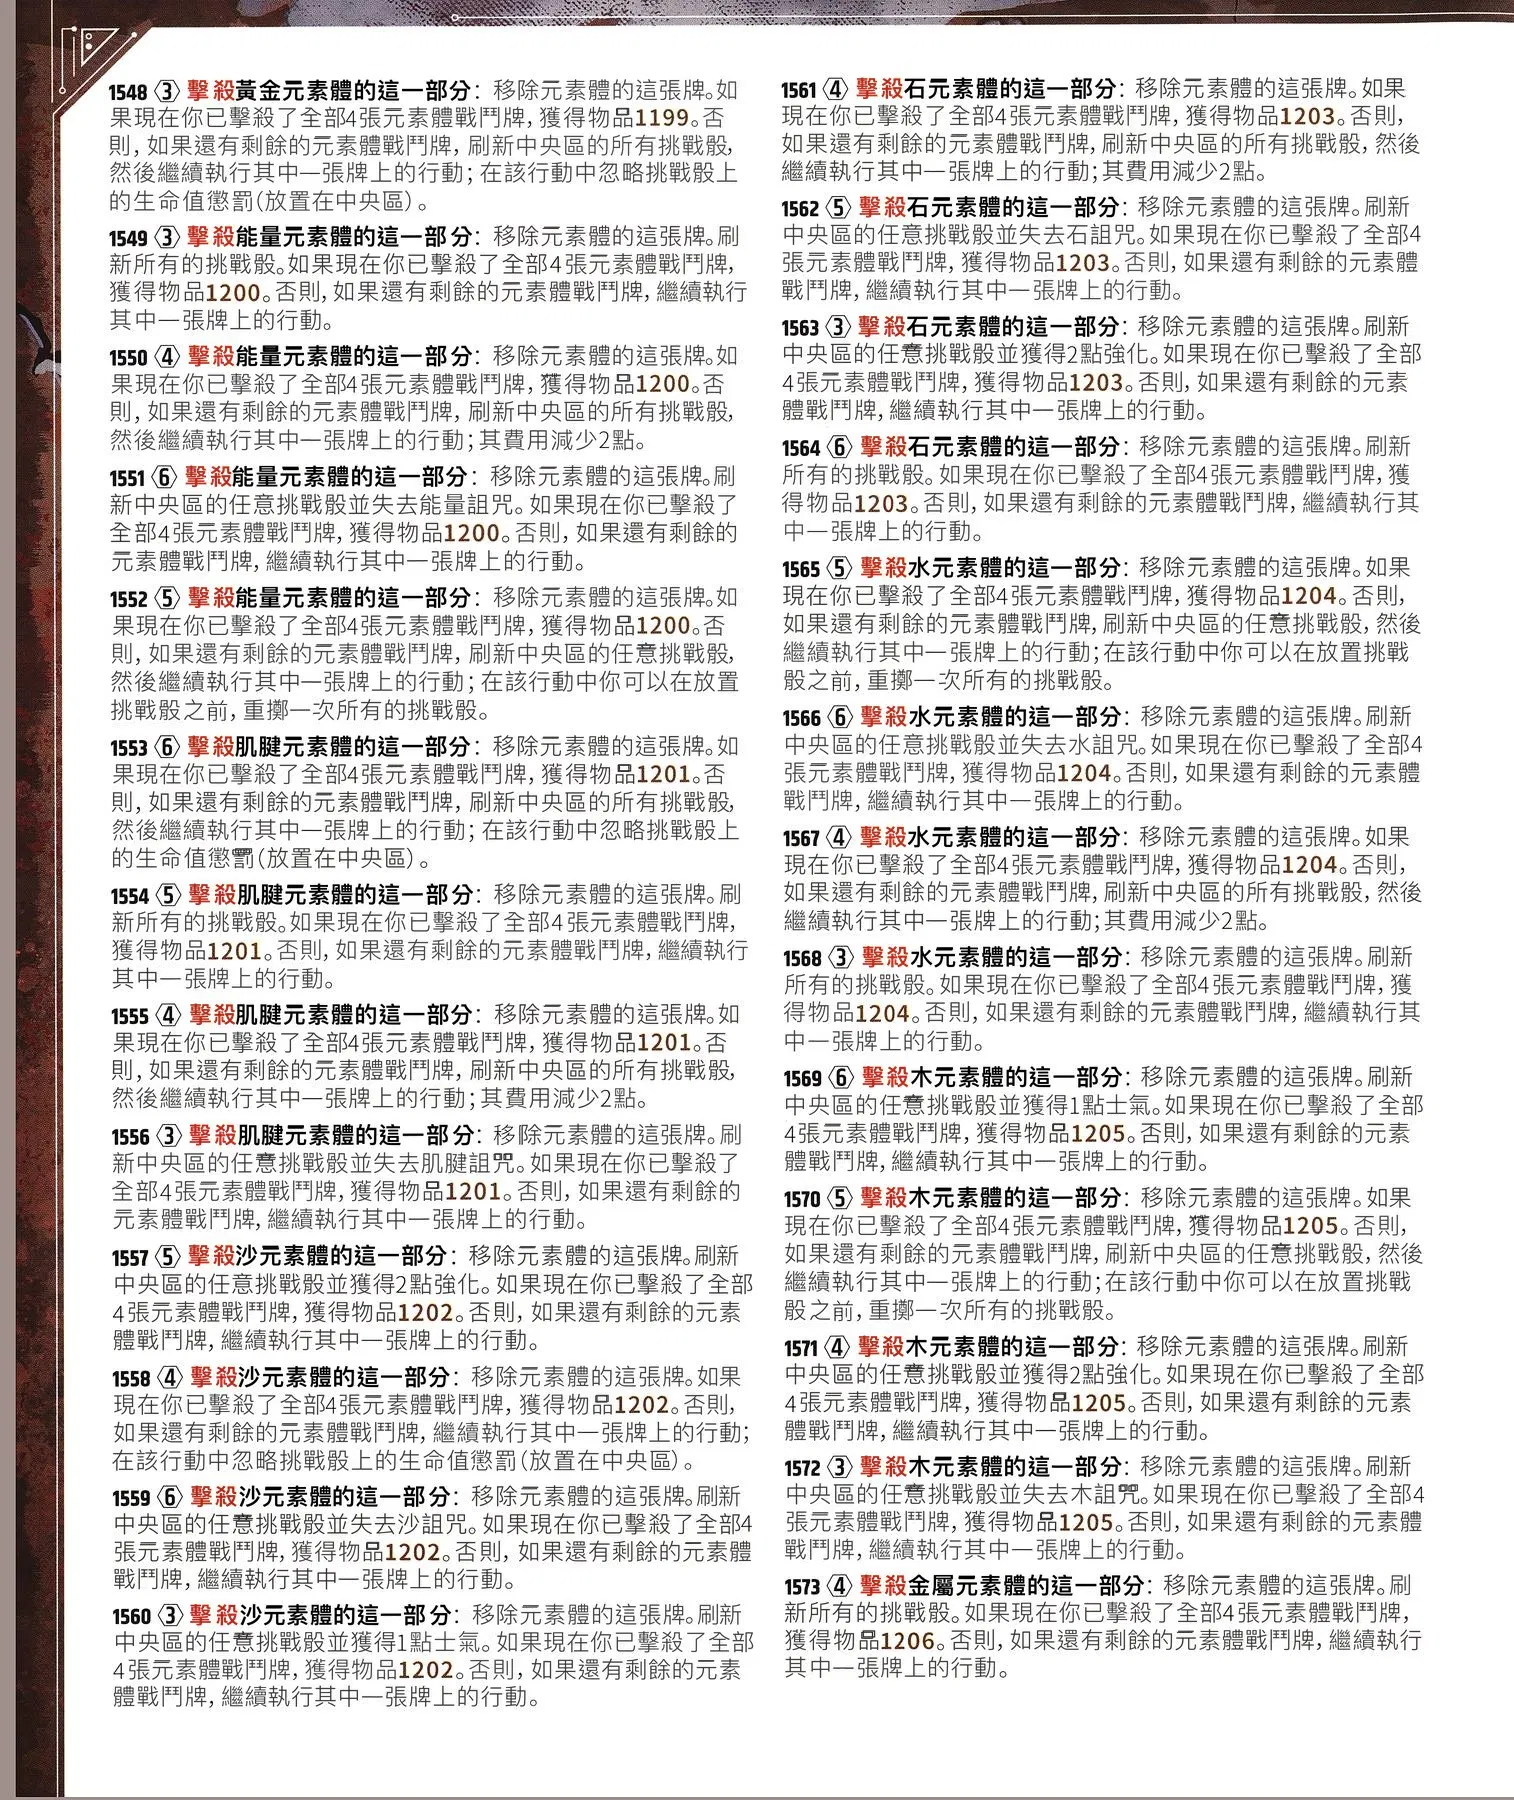 1548 3 擊殺黃金元素體的這一部分：移除元素體的這張牌。如
果現在你已擊殺了全部4張元素體戰鬥牌，獲得物品1199。否
則，如果還有剩餘的元素體戰鬥牌，刷新中央區的所有挑戰骰，
然後繼續執行其中一張牌上的行動；在該行動中忽略挑戰骰上
的生命值懲罰（放置在中央區）。
1549 3 擊殺能量元素體的這一部分：移除元素體的這張牌。刷
新所有的挑戰骰。如果現在你已擊殺了全部4張元素體戰鬥牌，
獲得物品1200。否則，如果還有剩餘的元素體戰鬥牌，繼續執行
其中一張牌上的行動。
1550 4 擊殺能量元素體的這一部分：移除元素體的這張牌。如
果現在你已擊殺了全部4張元素體戰鬥牌，獲得物品1200。否
則，如果還有剩餘的元素體戰鬥牌，刷新中央區的所有挑戰骰，
然後繼續執行其中一張牌上的行動；其費用減少2點。
1551 6 擊殺能量元素體的這一部分：移除元素體的這張牌。刷
新中央區的任意挑戰骰並失去能量詛咒。如果現在你已擊殺了
全部4張元素體戰鬥牌，獲得物品1200。否則，如果還有剩餘的
元素體戰鬥牌，繼續執行其中一張牌上的行動。
1552 5 擊殺能量元素體的這一部分：移除元素體的這張牌。如
果現在你已擊殺了全部4張元素體戰鬥牌，獲得物品1200。否
則，如果還有剩餘的元素體戰鬥牌，刷新中央區的任意挑戰骰，
然後繼續執行其中一張牌上的行動；在該行動中你可以在放置
挑戰骰之前，重擲一次所有的挑戰骰。
1553 6 擊殺肌腱元素體的這一部分：移除元素體的這張牌。如
果現在你已擊殺了全部4張元素體戰鬥牌，獲得物品1201。否
則，如果還有剩餘的元素體戰鬥牌，刷新中央區的所有挑戰骰，
然後繼續執行其中一張牌上的行動；在該行動中忽略挑戰骰上
的生命值懲罰（放置在中央區）。
1554 5 擊殺肌腱元素體的這一部分：移除元素體的這張牌。刷
新所有的挑戰骰。如果現在你已擊殺了全部4張元素體戰鬥牌，
獲得物品1201。否則，如果還有剩餘的元素體戰鬥牌，繼續執行
其中一張牌上的行動。
1555 4 擊殺肌腱元素體的這一部分：移除元素體的這張牌。如
果現在你已擊殺了全部4張元素體戰鬥牌，獲得物品1201。否
則，如果還有剩餘的元素體戰鬥牌，刷新中央區的所有挑戰骰，
然後繼續執行其中一張牌上的行動；其費用減少2點。
1556 3 擊殺肌腱元素體的這一部分：移除元素體的這張牌。刷
新中央區的任意挑戰骰並失去肌腱詛咒。如果現在你已擊殺了
全部4張元素體戰鬥牌，獲得物品1201。否則，如果還有剩餘的
元素體戰鬥牌，繼續執行其中一張牌上的行動。
1557 5 擊殺沙元素體的這一部分：移除元素體的這張牌。刷新
中央區的任意挑戰骰並獲得2點強化。如果現在你已擊殺了全部
4張元素體戰鬥牌，獲得物品1202。否則，如果還有剩餘的元素
體戰鬥牌，繼續執行其中一張牌上的行動。
1558 4 擊殺沙元素體的這一部分：移除元素體的這張牌。如果
現在你已擊殺了全部4張元素體戰鬥牌，獲得物品1202。否則，
如果還有剩餘的元素體戰鬥牌，繼續執行其中一張牌上的行動；
在該行動中忽略挑戰骰上的生命值懲罰（放置在中央區）。
1559 6 擊殺沙元素體的這一部分：移除元素體的這張牌。刷新
中央區的任意挑戰骰並失去沙詛咒。如果現在你已擊殺了全部4
張元素體戰鬥牌，獲得物品1202。否則，如果還有剩餘的元素體
戰鬥牌，繼續執行其中一張牌上的行動。
1560 3 擊殺沙元素體的這一部分：移除元素體的這張牌。刷新
中央區的任意挑戰骰並獲得1點士氣。如果現在你已擊殺了全部
4張元素體戰鬥牌，獲得物品1202。否則，如果還有剩餘的元素
體戰鬥牌，繼續執行其中一張牌上的行動。
1561 4 擊殺石元素體的這一部分：移除元素體的這張牌。如果
現在你已擊殺了全部4張元素體戰鬥牌，獲得物品1203。否則，
如果還有剩餘的元素體戰鬥牌，刷新中央區的所有挑戰骰，然後
繼續執行其中一張牌上的行動；其費用減少2點。
1562 5 擊殺石元素體的這一部分：移除元素體的這張牌。刷新
中央區的任意挑戰骰並失去石詛咒。如果現在你已擊殺了全部4
張元素體戰鬥牌，獲得物品1203。否則，如果還有剩餘的元素體
戰鬥牌，繼續執行其中一張牌上的行動。
1563 3 擊殺石元素體的這一部分：移除元素體的這張牌。刷新
中央區的任意挑戰骰並獲得2點強化。如果現在你已擊殺了全部
4張元素體戰鬥牌，獲得物品1203。否則，如果還有剩餘的元素
體戰鬥牌，繼續執行其中一張牌上的行動。
1564 6 擊殺石元素體的這一部分：移除元素體的這張牌。刷新
所有的挑戰骰。如果現在你已擊殺了全部4張元素體戰鬥牌，獲
得物品1203。否則，如果還有剩餘的元素體戰鬥牌，繼續執行其
中一張牌上的行動。
1565 5 擊殺水元素體的這一部分：移除元素體的這張牌。如果
現在你已擊殺了全部4張元素體戰鬥牌，獲得物品1204。否則，
如果還有剩餘的元素體戰鬥牌，刷新中央區的任意挑戰骰，然後
繼續執行其中一張牌上的行動；在該行動中你可以在放置挑戰
骰之前，重擲一次所有的挑戰骰。
1566 6 擊殺水元素體的這一部分：移除元素體的這張牌。刷新
中央區的任意挑戰骰並失去水詛咒。如果現在你已擊殺了全部4
張元素體戰鬥牌，獲得物品1204。否則，如果還有剩餘的元素體
戰鬥牌，繼續執行其中一張牌上的行動。
1567 4 擊殺水元素體的這一部分：移除元素體的這張牌。如果
現在你已擊殺了全部4張元素體戰鬥牌，獲得物品1204。否則，
如果還有剩餘的元素體戰鬥牌，刷新中央區的所有挑戰骰，然後
繼續執行其中一張牌上的行動；其費用減少2點。
1568 3 擊殺水元素體的這一部分：移除元素體的這張牌。刷新
所有的挑戰骰。如果現在你已擊殺了全部4張元素體戰鬥牌，獲
得物品1204。否則，如果還有剩餘的元素體戰鬥牌，繼續執行其
中一張牌上的行動。
1569 6 擊殺木元素體的這一部分：移除元素體的這張牌。刷新
中央區的任意挑戰骰並獲得1點士氣。如果現在你已擊殺了全部
4張元素體戰鬥牌，獲得物品1205。否則，如果還有剩餘的元素
體戰鬥牌，繼續執行其中一張牌上的行動。
1570 5 擊殺木元素體的這一部分：移除元素體的這張牌。如果
現在你已擊殺了全部4張元素體戰鬥牌，獲得物品1205。否則，
如果還有剩餘的元素體戰鬥牌，刷新中央區的任意挑戰骰，然後
繼續執行其中一張牌上的行動；在該行動中你可以在放置挑戰
骰之前，重擲一次所有的挑戰骰。
1571 4 擊殺木元素體的這一部分：移除元素體的這張牌。刷新
中央區的任意挑戰骰並獲得2點強化。如果現在你已擊殺了全部
4張元素體戰鬥牌，獲得物品1205。否則，如果還有剩餘的元素
體戰鬥牌，繼續執行其中一張牌上的行動。
1572 3 擊殺木元素體的這一部分：移除元素體的這張牌。刷新
中央區的任意挑戰骰並失去木詛咒。如果現在你已擊殺了全部4
張元素體戰鬥牌，獲得物品1205。否則，如果還有剩餘的元素體
戰鬥牌，繼續執行其中一張牌上的行動。
1573 4 擊殺金屬元素體的這一部分：移除元素體的這張牌。刷
新所有的挑戰骰。如果現在你已擊殺了全部4張元素體戰鬥牌，
獲得物品1206。否則，如果還有剩餘的元素體戰鬥牌，繼續執行
其中一張牌上的行動。